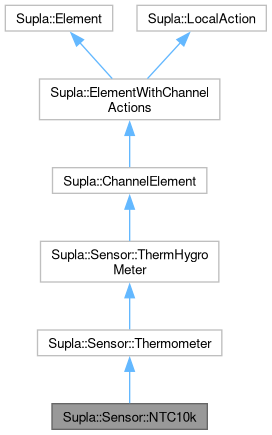 Supla::Element
Supla::LocalAction
Supla::ElementWithChannel
Actions
Supla::ChannelElement
Supla::Sensor::ThermHygro
Meter
Supla::Sensor::Thermometer
Supla::Sensor::NTC10k